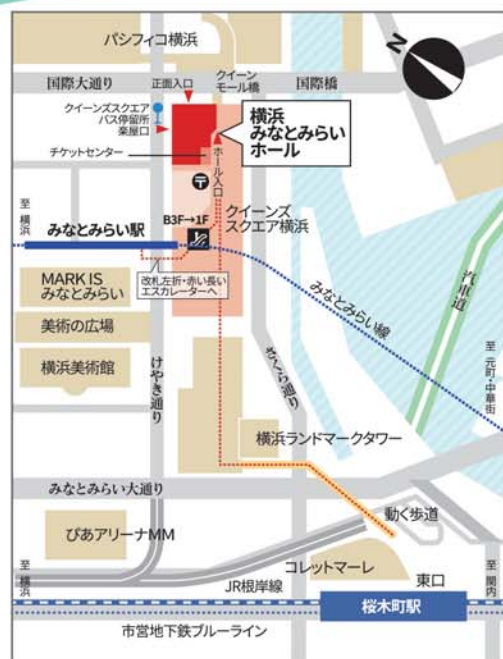 パシフィコ横浜
国際大通り
正面入口
クイーン
モール橋
国際橋
N
クイーンズスクエア
バス停留所
楽屋口
横浜
みなとみらい
ホール
チケットセンター
ホール入口
至 横浜
B3F→1F
クイーンズ
スクエア横浜
みなとみらい駅
改札左折・赤い長い
エスカレーターへ
MARK IS
みなとみらい
美術の広場
横浜美術館
けやき通り
さくら通り
みなとみらい線
汽車道
至 元町・中華街
横浜ランドマークタワー
みなとみらい大通り
動く歩道
ぴあアリーナMM
コレットマーレ
東口
至 横浜
JR根岸線
至 関内
桜木町駅
市営地下鉄ブルーライン